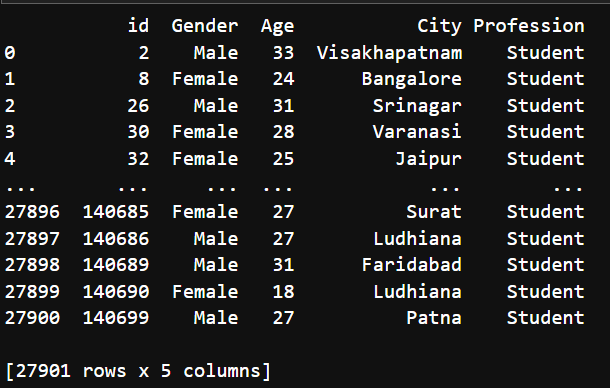 id Gender Age City Profession
0 2 Male 33 Visakhapatnam Student
1 8 Female 24 Bangalore Student
2 26 Male 31 Srinagar Student
3 30 Female 28 Varanasi Student
4 32 Female 25 Jaipur Student
... ... ... ... ... ...
27896 140685 Female 27 Surat Student
27897 140686 Male 27 Ludhiana Student
27898 140689 Male 31 Faridabad Student
27899 140690 Female 18 Ludhiana Student
27900 140699 Male 27 Patna Student
[27901 rows x 5 columns]